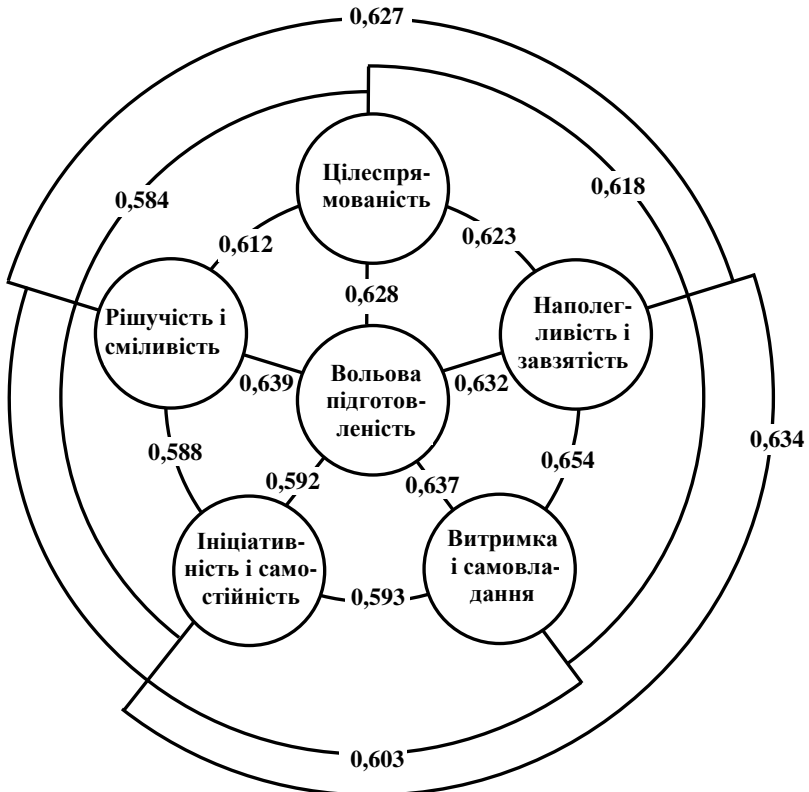 0,627
Цілеспря-
мованість
0,584
0,618
0,612
0,623
0,628
Рішучість і
сміливість
Наполег-
ливість і
завзятість
Вольова
підготов-
леність
0,639
0,632
0,634
0,588
0,654
0,592
0,637
Ініціатив-
ність і само-
стійність
Витримка
і самовла-
дання
0,593
0,603